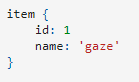 item {
    id: 1
    name: 'gaze'
}